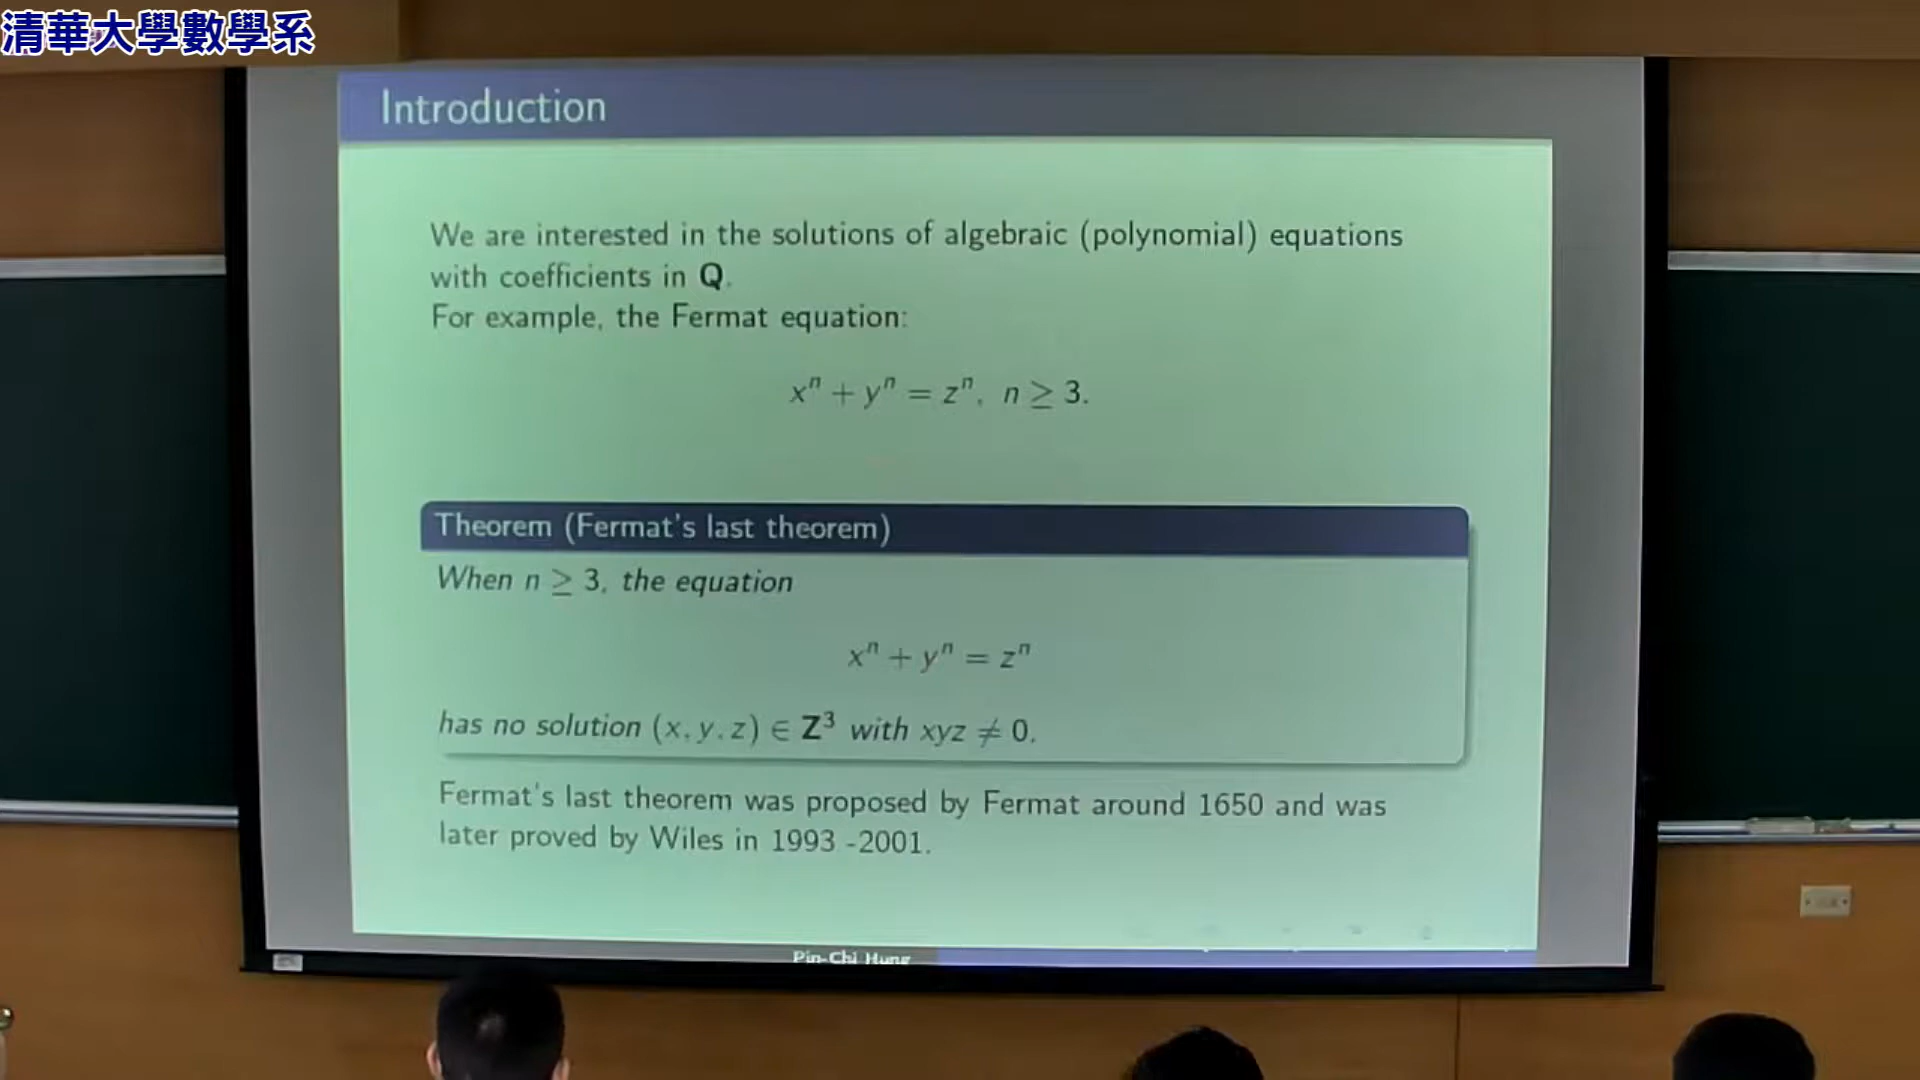 清華大學數學系
Introduction
We are interested in the solutions of algebraic (polynomial) equations
with coefficients in Q.
For example, the Fermat equation:
xⁿ + yⁿ = zⁿ, n ≥ 3.
Theorem (Fermat's last theorem)
When n ≥ 3, the equation
xⁿ + yⁿ = zⁿ
has no solution (x, y, z) ∈ Z³ with xyz ≠ 0.
Fermat's last theorem was proposed by Fermat around 1650 and was
later proved by Wiles in 1993 -2001.
Pin-Chi Hung